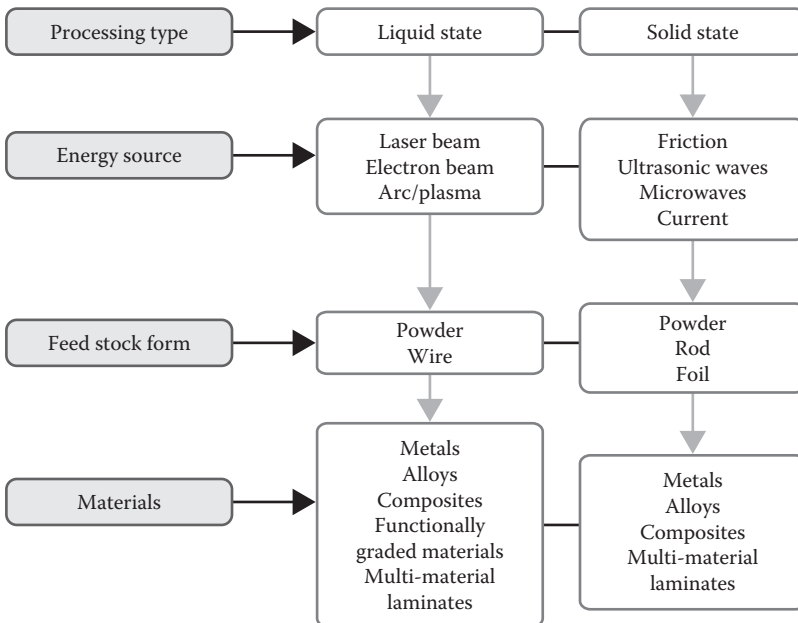 Processing type
Liquid state
Solid state
Energy source
Laser beam
Electron beam
Arc/plasma
Friction
Ultrasonic waves
Microwaves
Current
Feed stock form
Powder
Wire
Powder
Rod
Foil
Materials
Metals
Alloys
Composites
Functionally
graded materials
Multi-material
laminates
Metals
Alloys
Composites
Multi-material
laminates